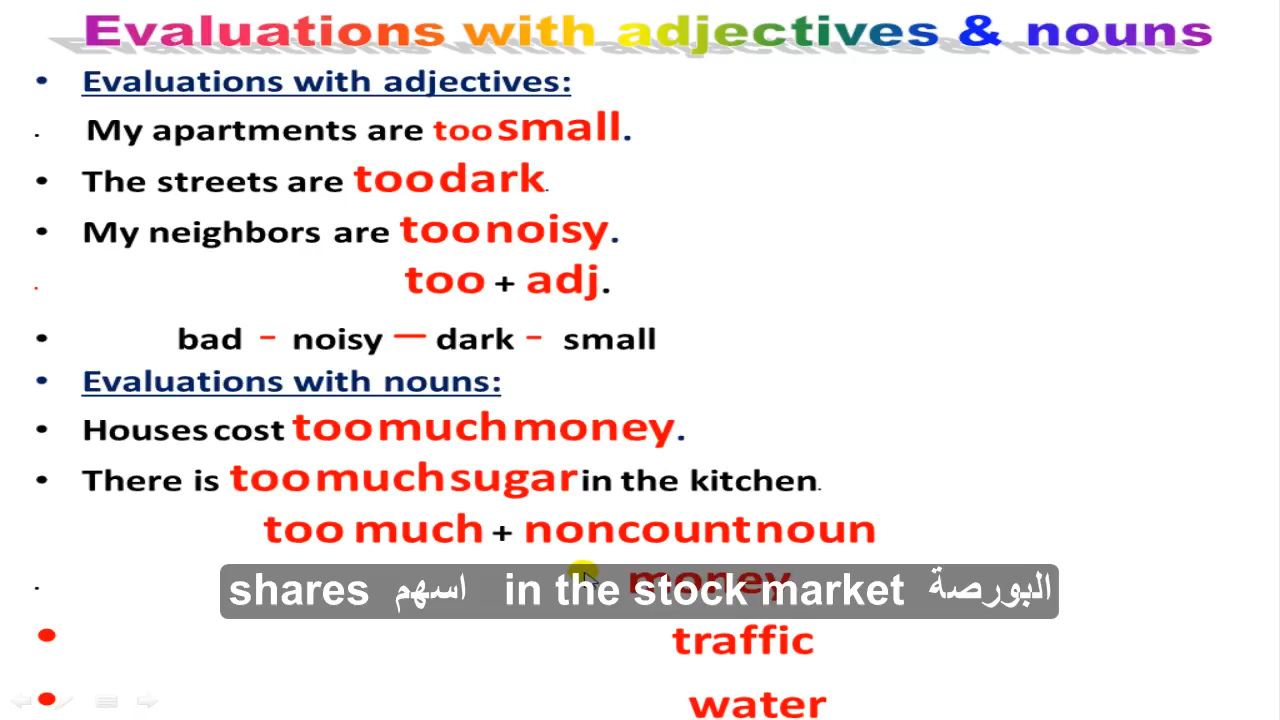 Evaluations with adjectives & nouns
• Evaluations with adjectives:
• My apartments are too small.
• The streets are too dark.
• My neighbors are too noisy.
• too + adj.
• bad - noisy – dark - small
• Evaluations with nouns:
• Houses cost too much money.
• There is too much sugar in the kitchen.
too much + noncount noun
• money
shares اسهم in the stock market البورصة
• traffic
• water